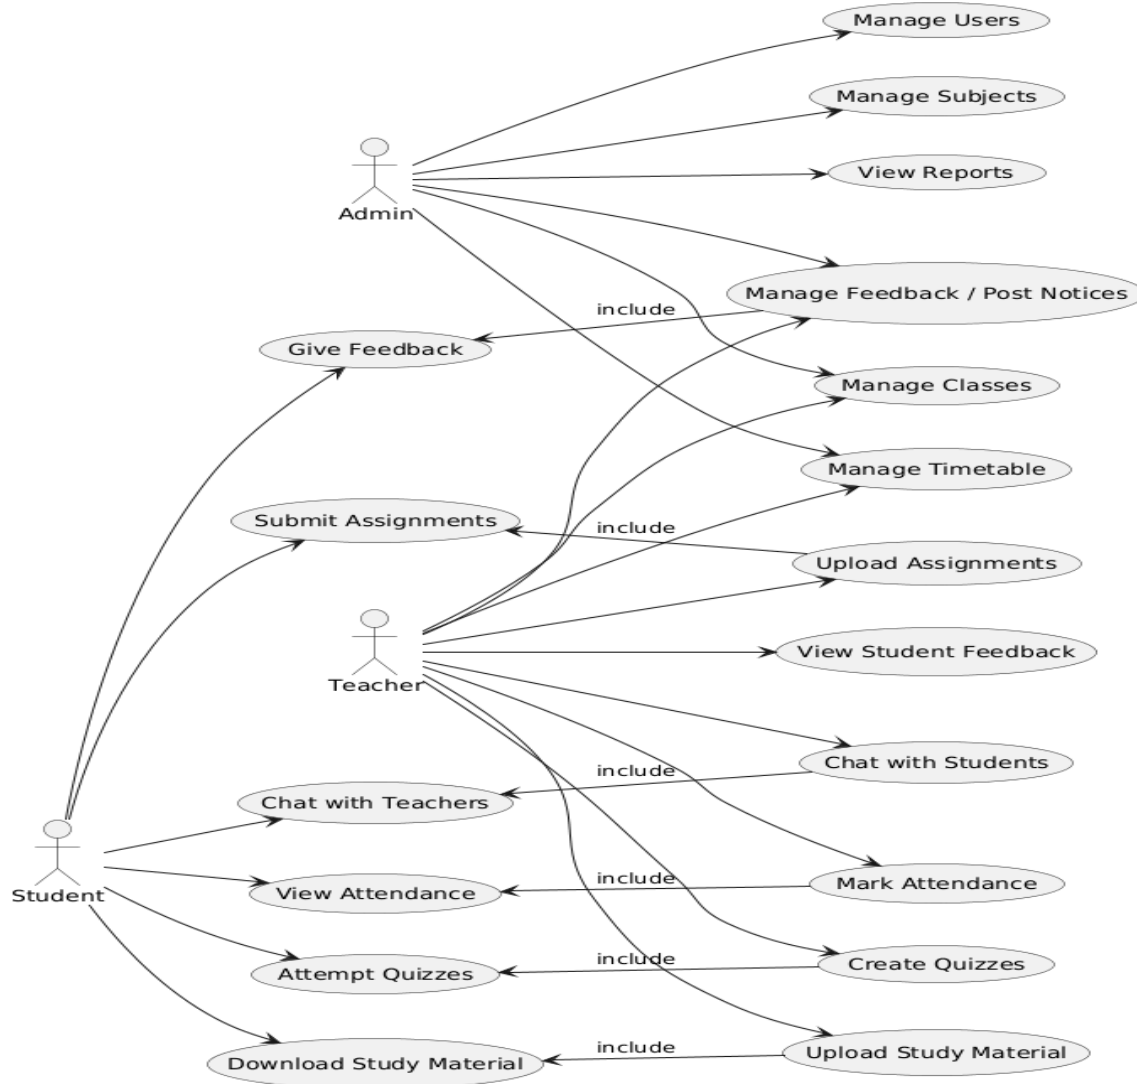 Manage Users
Manage Subjects
View Reports
Admin
Manage Feedback / Post Notices
include
Give Feedback
Manage Classes
Manage Timetable
Submit Assignments
include
Upload Assignments
View Student Feedback
Teacher
Chat with Students
include
Chat with Teachers
Student
View Attendance
include
Mark Attendance
Attempt Quizzes
include
Create Quizzes
Download Study Material
include
Upload Study Material